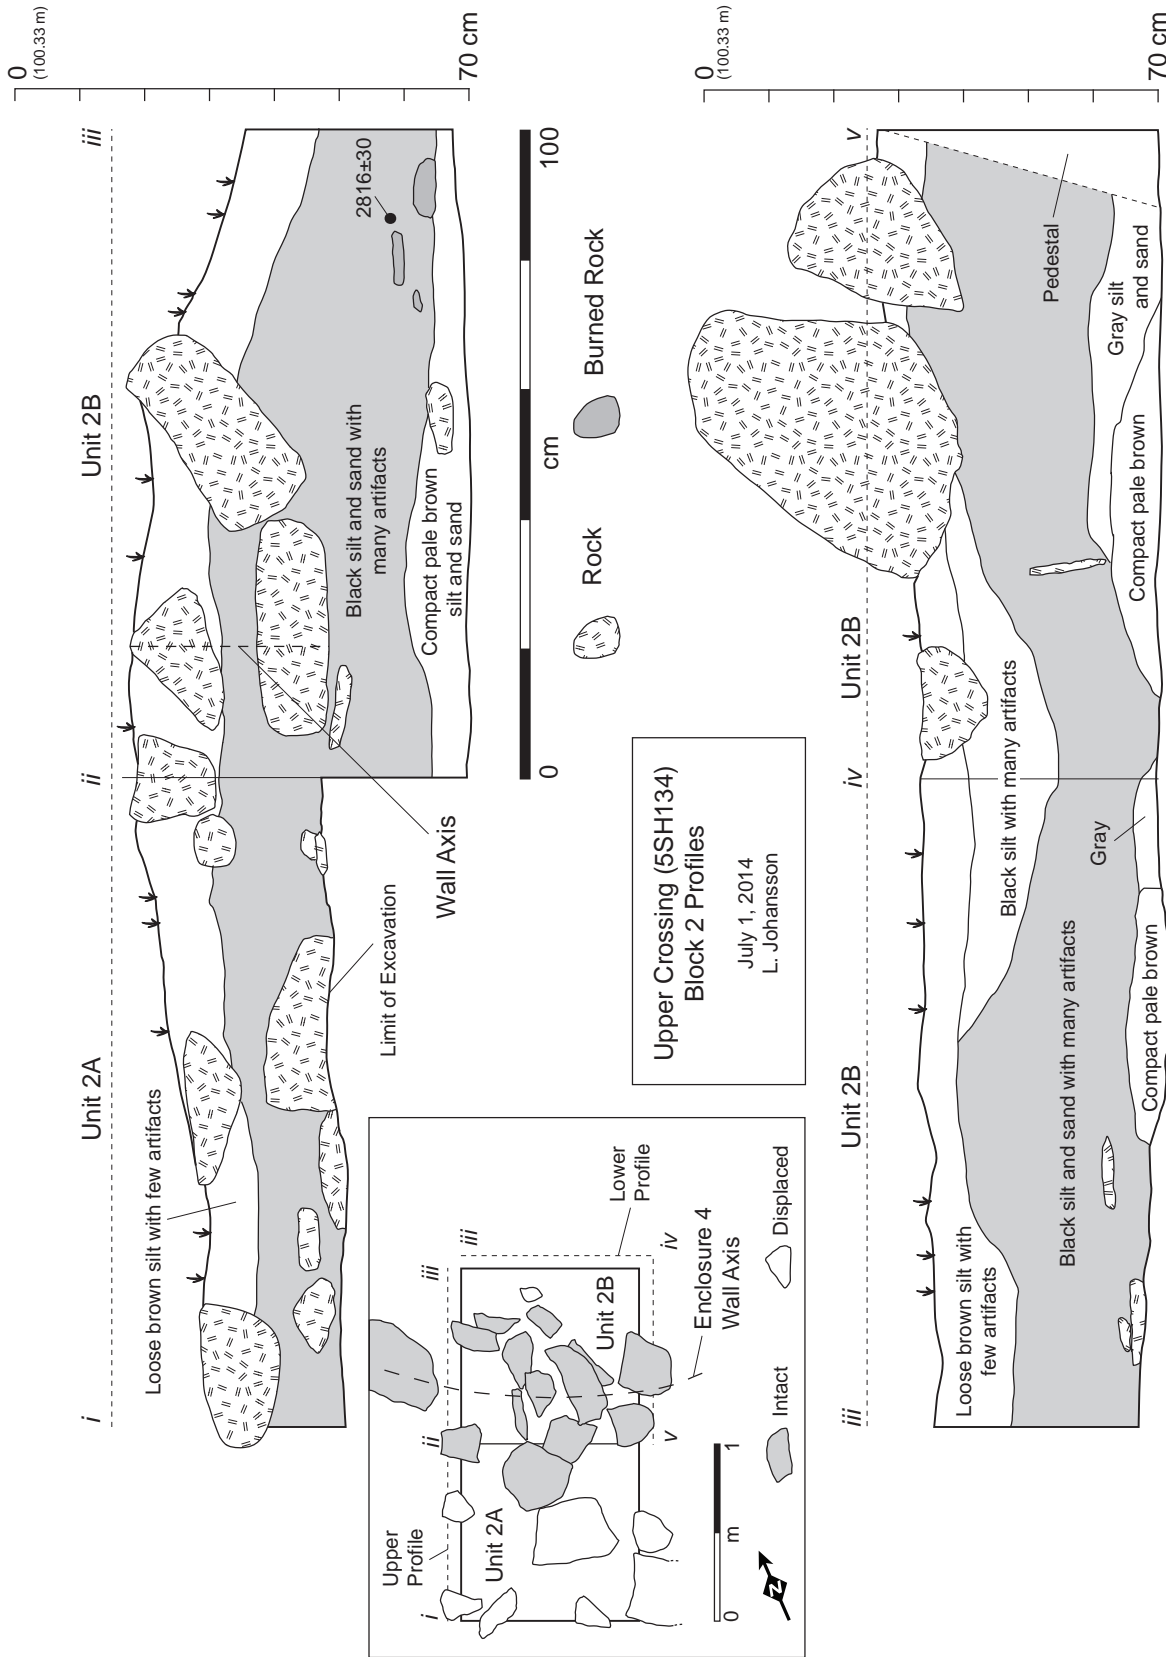 i
Unit 2A
ii
Unit 2B
iii
0
(100.33 m)
70 cm
Loose brown silt with few artifacts
Limit of Excavation
Wall Axis
Black silt and sand with
many artifacts
Compact pale brown
silt and sand
2816±30
0
cm
100
Rock
Burned Rock
Upper
Profile
i
ii
iii
iii
Unit 2A
Unit 2B
Lower
Profile
v
iv
Enclosure 4
Wall Axis
0
m
1
N
Intact
Displaced
Upper Crossing (5SH134)
Block 2 Profiles
July 1, 2014
L. Johansson
iii
Unit 2B
iv
Unit 2B
v
0
(100.33 m)
70 cm
Loose brown silt with
few artifacts
Black silt with many artifacts
Black silt and sand with many artifacts
Gray
Compact pale brown
Compact pale brown
Gray silt
and sand
Pedestal